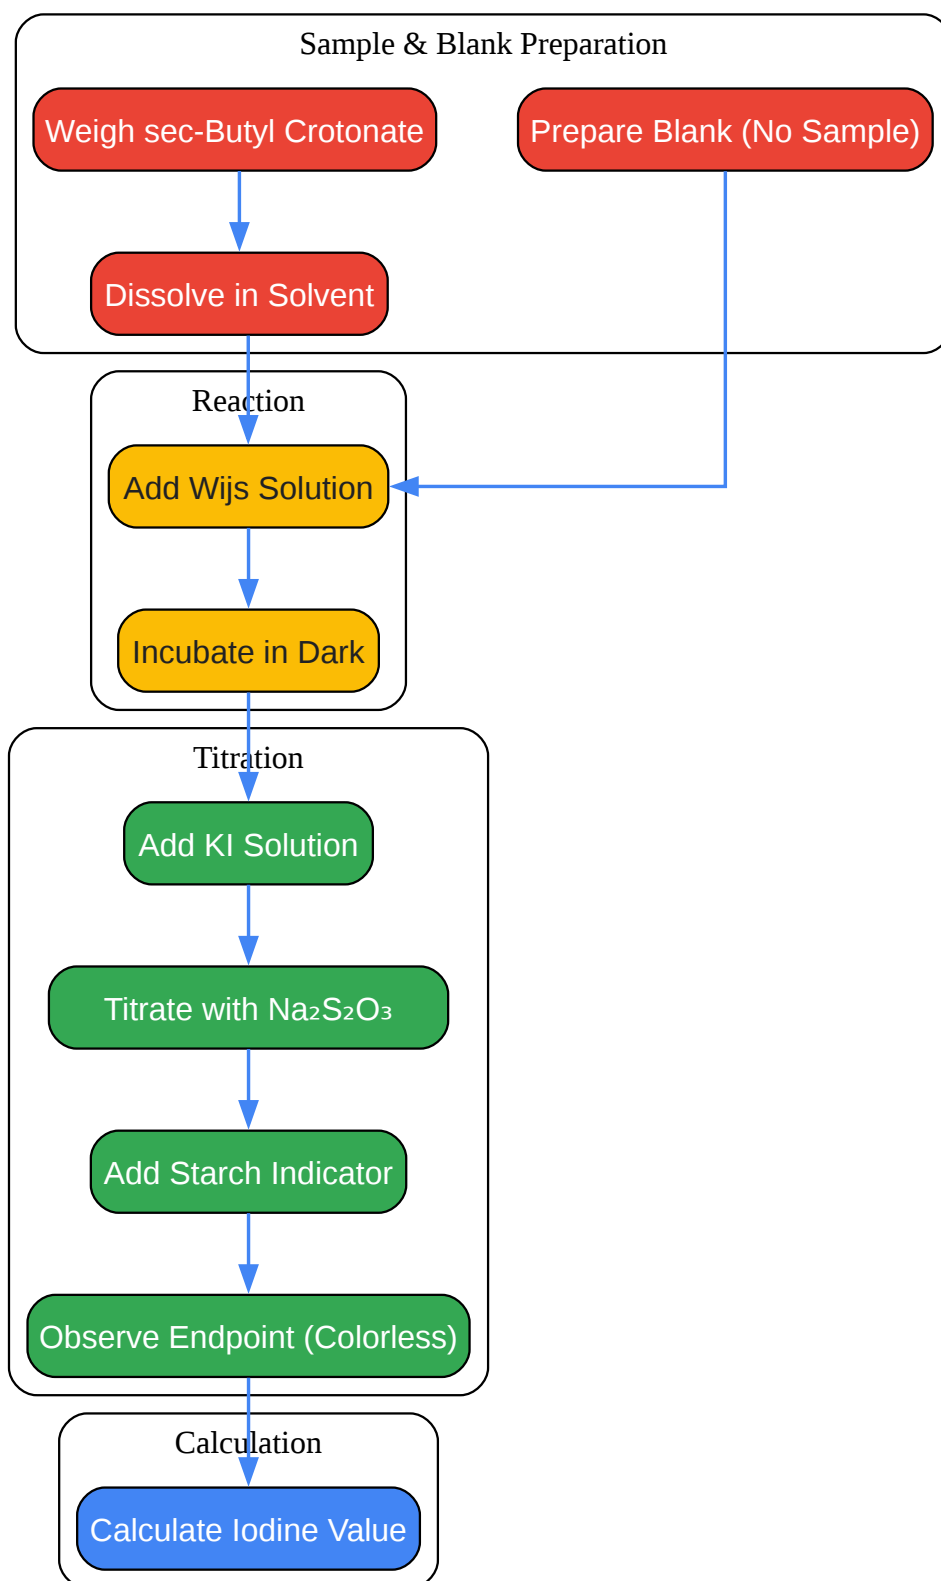 Sample & Blank Preparation
Weigh sec-Butyl Crotonate
Prepare Blank (No Sample)
Dissolve in Solvent
Reaction
Add Wijs Solution
Incubate in Dark
Titration
Add KI Solution
Titrate with Na₂S₂O₃
Add Starch Indicator
Observe Endpoint (Colorless)
Calculation
Calculate Iodine Value